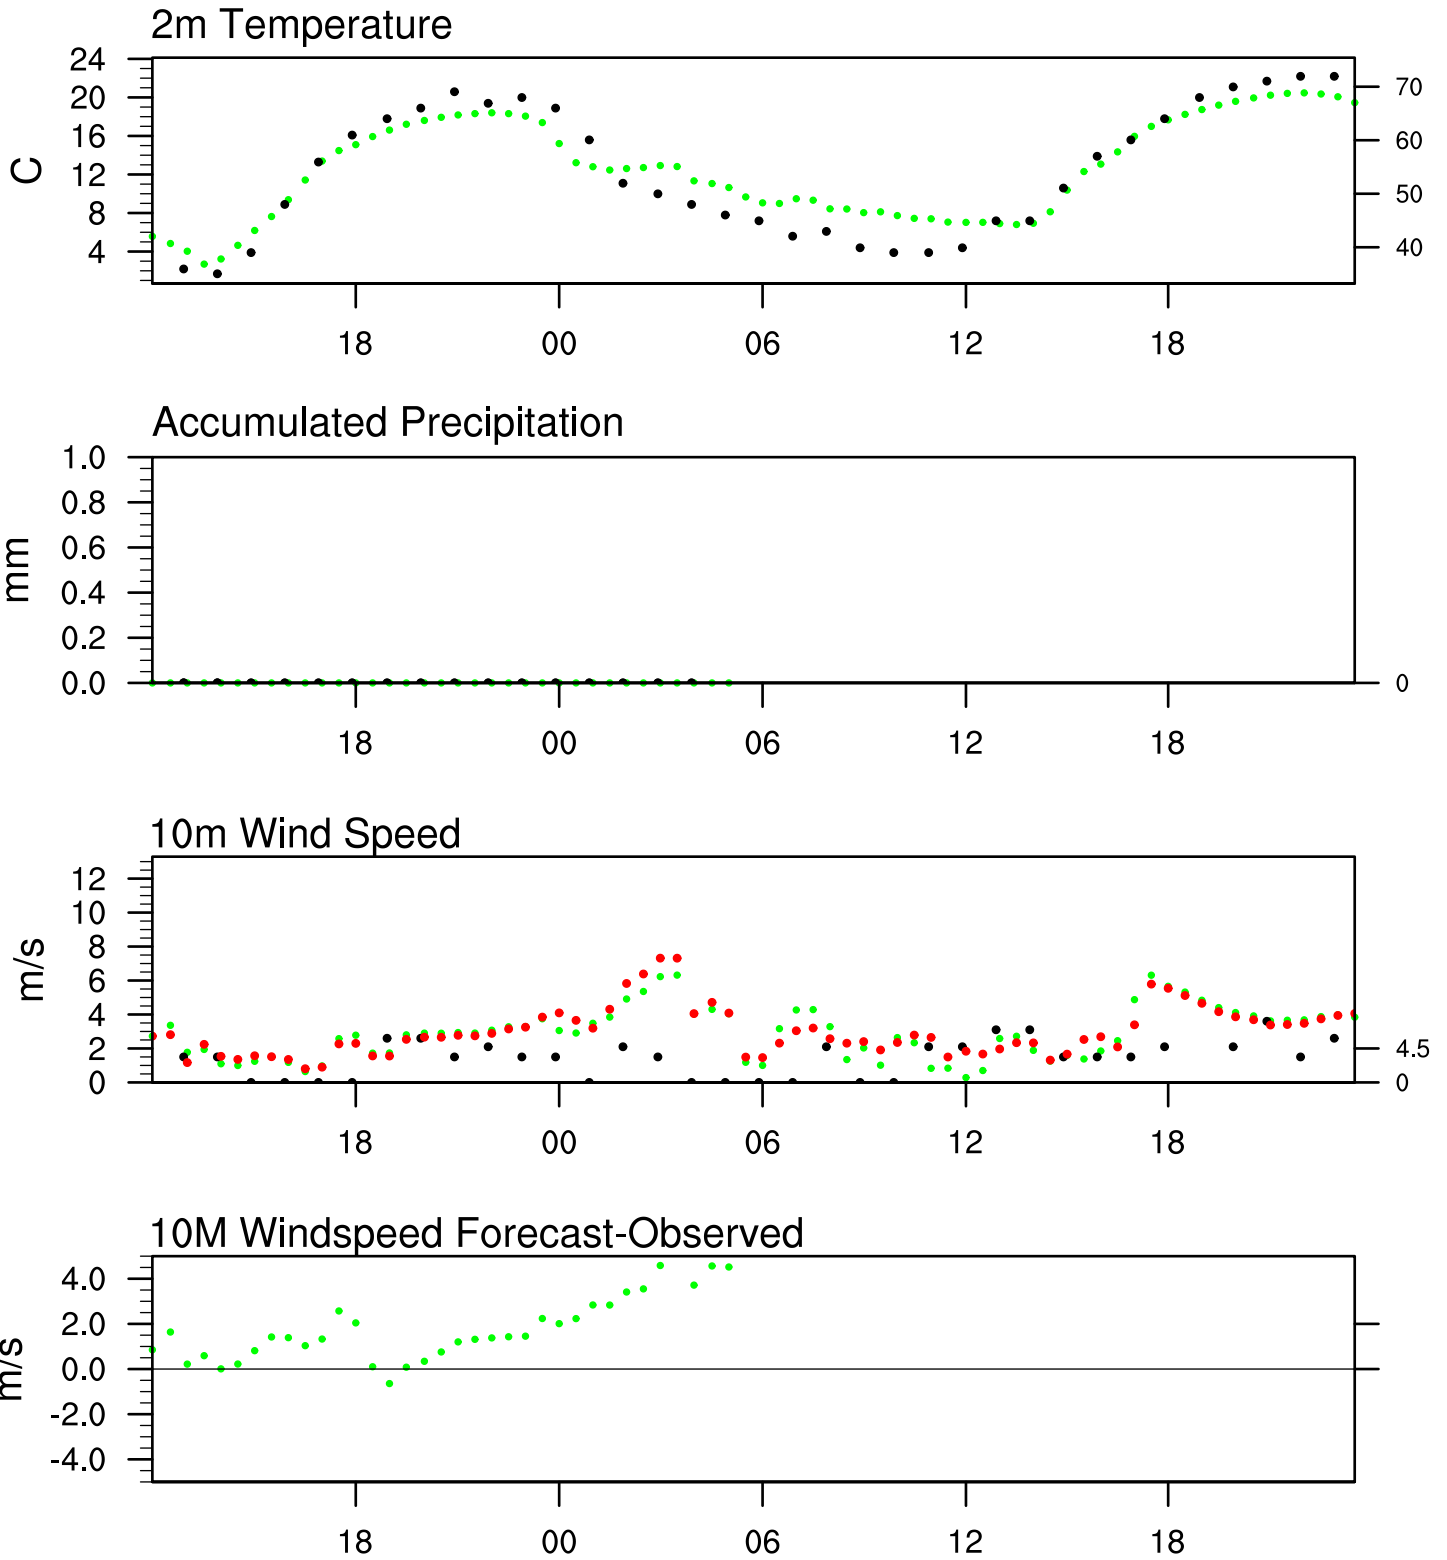 2m Temperature
24
20
16
12
8
4
C
70
60
50
40
18 00 06 12 18
Accumulated Precipitation
1.0
0.8
0.6
0.4
0.2
0.0
mm
0
18 00 06 12 18
10m Wind Speed
12
10
8
6
4
2
0
m/s
4.5
0
18 00 06 12 18
10M Windspeed Forecast-Observed
4.0
2.0
0.0
-2.0
-4.0
m/s
18 00 06 12 18